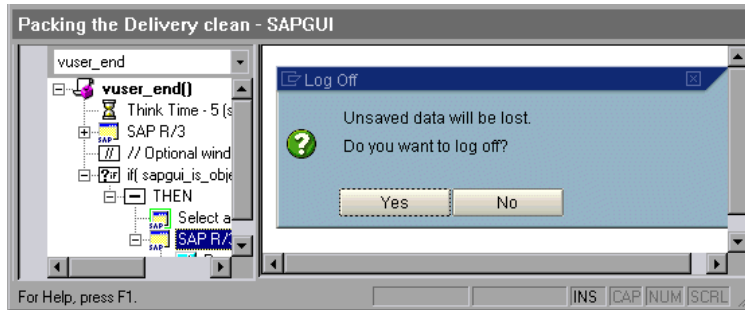 Packing the Delivery clean - SAPGUI
vuser_end
vuser_end()
Think Time - 5 (s
SAP R/3
// // Optional wind
if( sapgui_is_obje
THEN
Select a
SAP R/3
Log Off
Unsaved data will be lost.
Do you want to log off?
Yes No
For Help, press F1.
INS CAP NUM SCRL